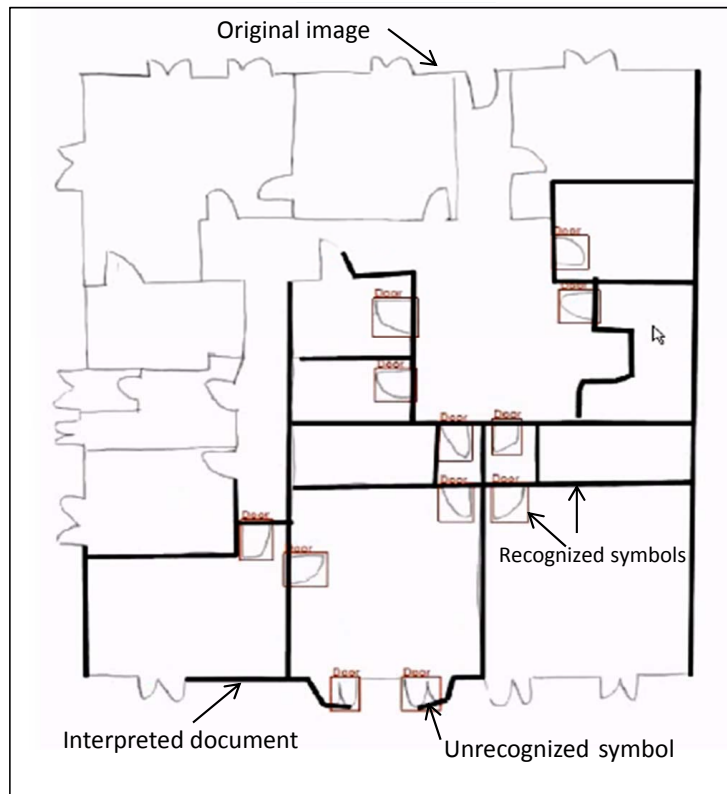 Original image
Door
Door
Door
Door
Door
Door
Door
Door
Door
Door
Recognized symbols
Door
Door
Interpreted document
Unrecognized symbol